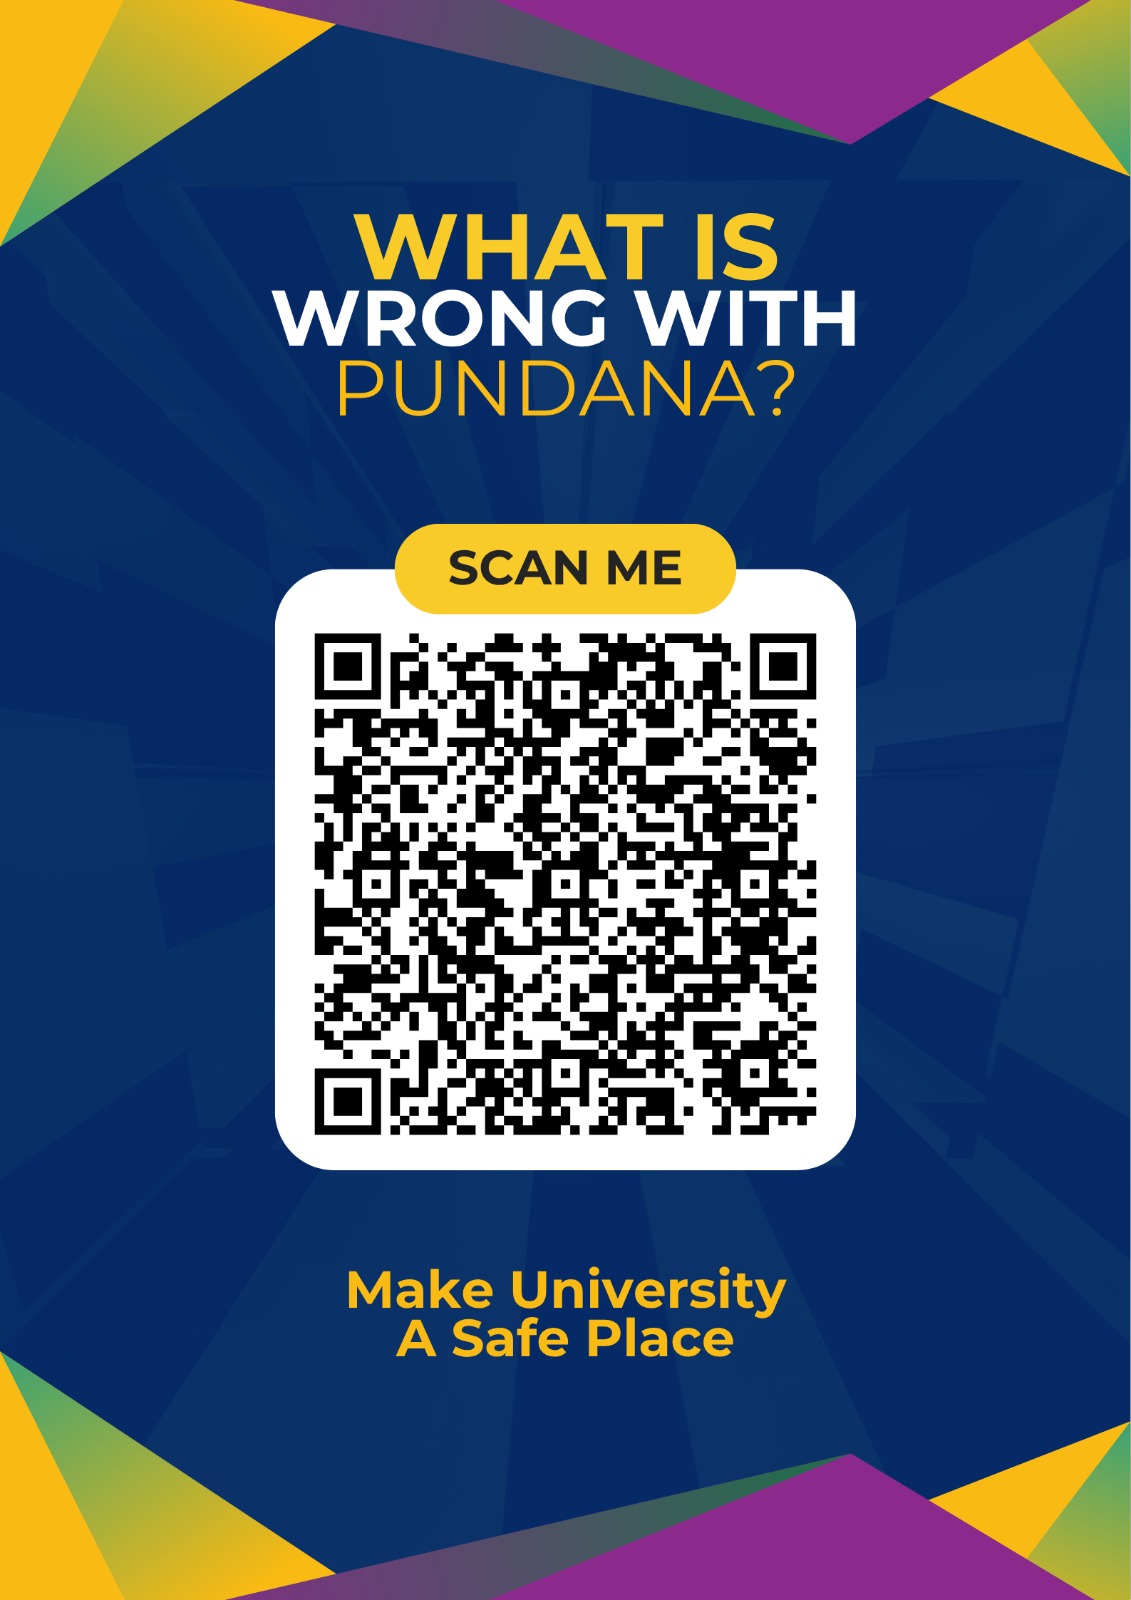 WHAT IS
WRONG WITH
PUNDANA?
SCAN ME
Make University
A Safe Place